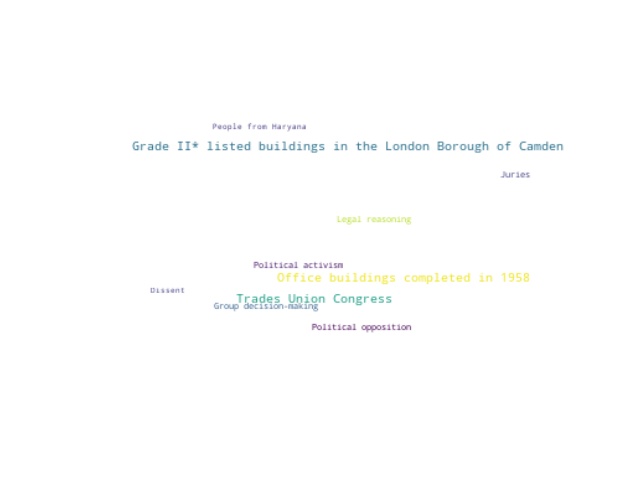 People from Haryana
Grade II* listed buildings in the London Borough of Camden
Juries
Legal reasoning
Political activism
Office buildings completed in 1958
Dissent
Trades Union Congress
Group decision-making
Political opposition